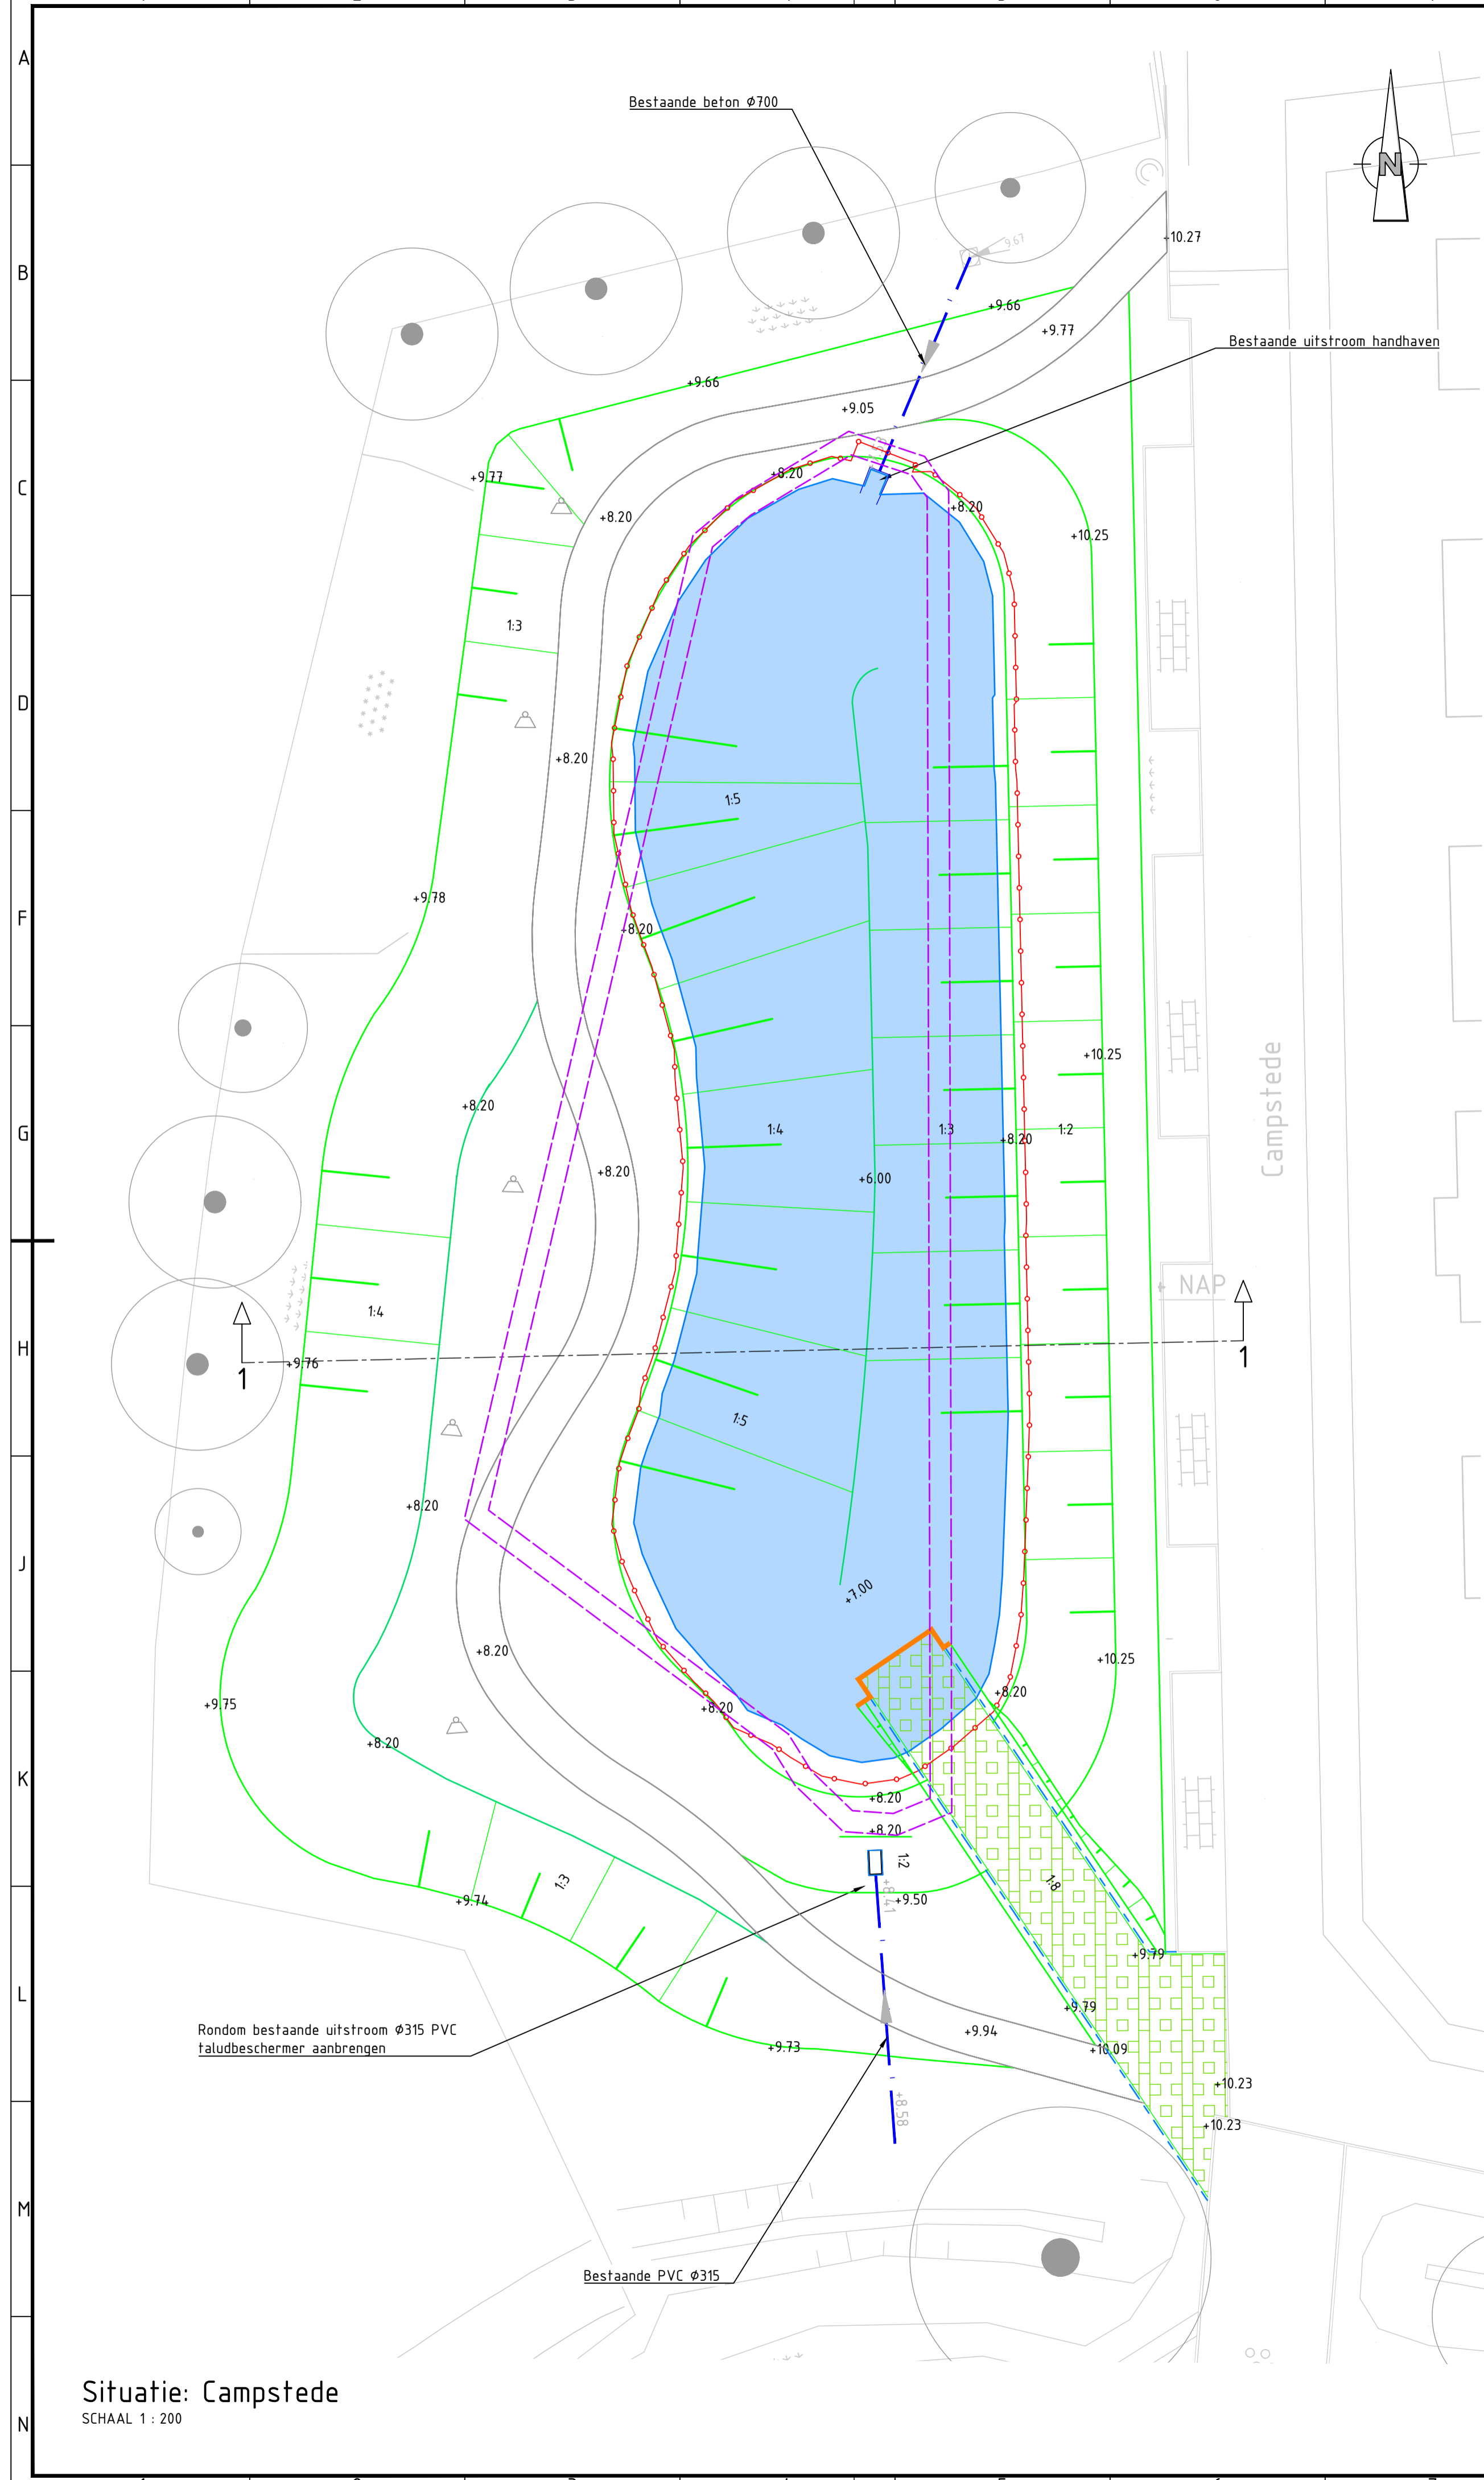 A
Bestaande beton Ø700
N
+10.27
B
9.67
+9.66
+9.77
Bestaande uitstroom handhaven
+9.66
+9.05
+9.77
C
+8.20
+8.20
+8.20
+10.25
1:3
D
+8.20
1:5
+9.78
F
+8.20
+10.25
+8.20
G
1:4
1:3
+8.20
1:2
Campstede
+8.20
+6.00
NAP
1:4
H
+9.76
1
1
1:5
+8.20
J
+7.00
+8.20
+10.25
+9.75
+8.20
+8.20
+8.20
K
+8.20
+8.20
1:2
1:3
+9.74
+8.41
+9.50
1:8
+9.79
L
+9.79
Rondom bestaande uitstroom Ø315 PVC
taludbeschermer aanbrengen
+9.94
+9.73
+10.09
+10.23
+8.58
+10.23
M
Bestaande PVC Ø315
Situatie: Campstede
SCHAAL 1 : 200
N